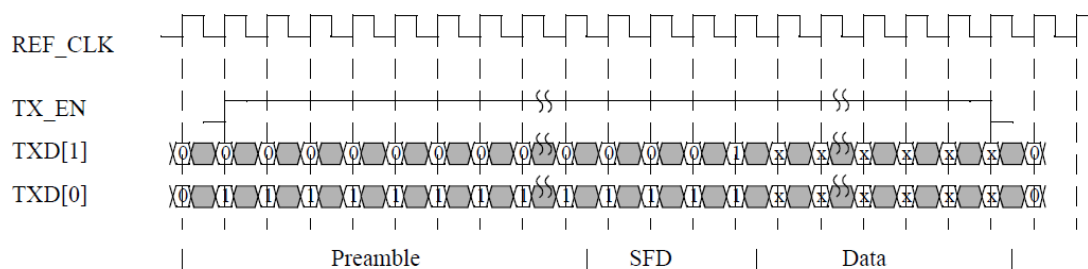 REF_CLK
TX_EN
TXD[1] 0 0 0 0 0 0 0 0 0 0 0 0 0 1 x x x x x x 0
TXD[0] 0 1 1 1 1 1 1 1 1 1 1 1 1 1 x x x x x x 0
Preamble SFD Data